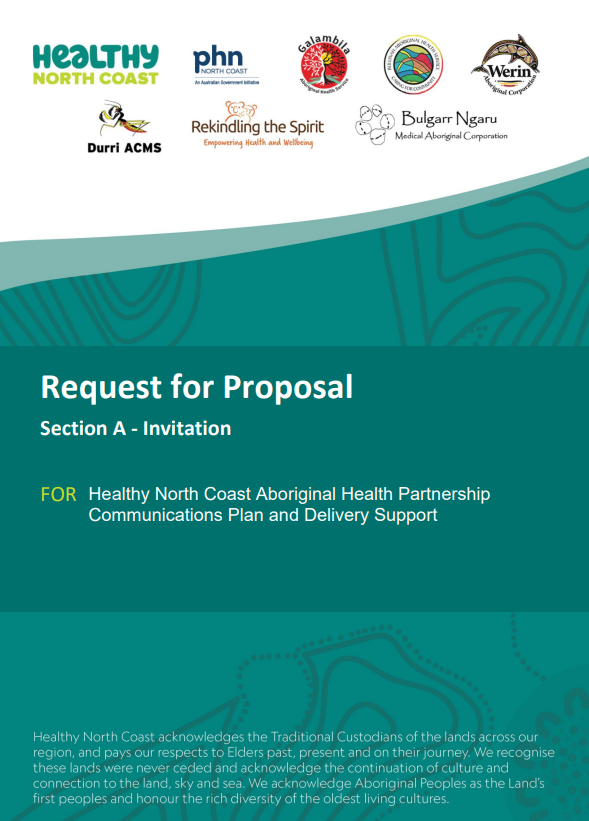 HEALTHY
NORTH COAST
phn
NORTH COAST
An Australian Government Initiative
Galambila
Aboriginal Health Service
CARING FOR COMMUNITY
Werin
Aboriginal Corporation
Durri ACMS
Rekindling the Spirit
Empowering Health and Wellbeing
Bulgarr Ngaru
Medical Aboriginal Corporation
Request for Proposal
Section A - Invitation
FOR Healthy North Coast Aboriginal Health Partnership
Communications Plan and Delivery Support
Healthy North Coast acknowledges the Traditional Custodians of the lands across our
region, and pays our respects to Elders past, present and on their journey. We recognise
these lands were never ceded and acknowledge the continuation of culture and
connection to the land, sky and sea. We acknowledge Aboriginal Peoples as the Land's
first peoples and honour the rich diversity of the oldest living cultures.